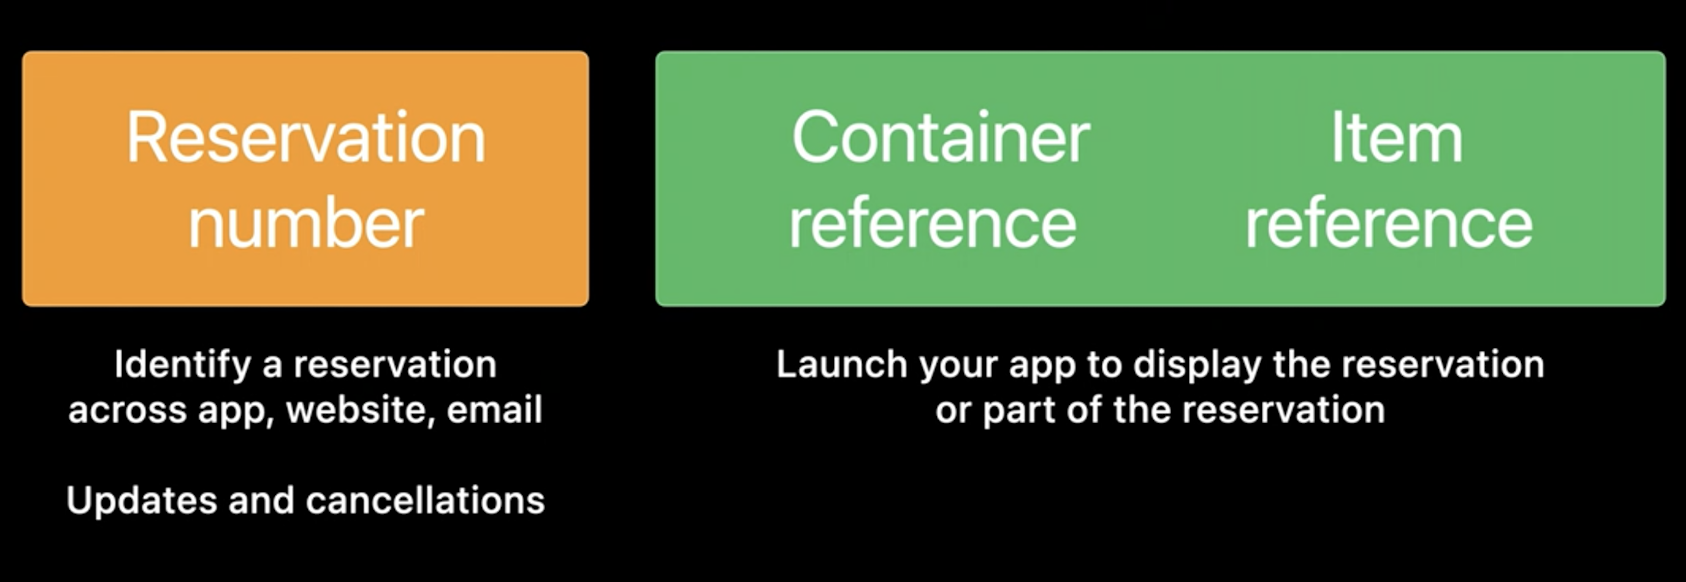 Reservation
number
Container
reference
Item
reference
Identify a reservation
across app, website, email
Updates and cancellations
Launch your app to display the reservation
or part of the reservation